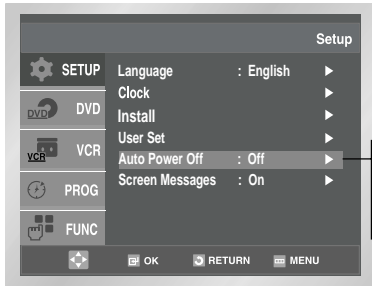 Setup
SETUP
Language : English
Clock
DVD DVD
Install
VCR VCR
User Set
Auto Power Off : Off
PROG
Screen Messages : On
FUNC
OK RETURN MENU